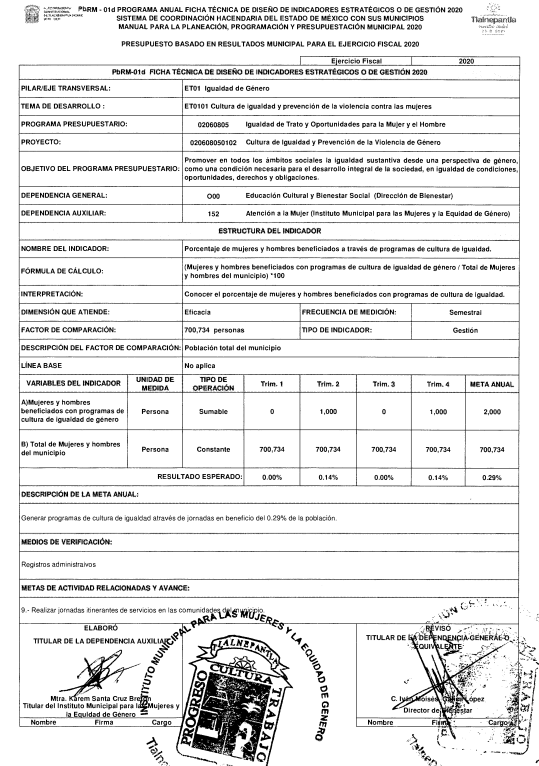 PbRM - 01d PROGRAMA ANUAL FICHA TÉCNICA DE DISEÑO DE INDICADORES ESTRATÉGICOS O DE GESTIÓN 2020
SISTEMA DE COORDINACIÓN HACENDARIA DEL ESTADO DE MÉXICO CON SUS MUNICIPIOS
MANUAL PARA LA PLANEACIÓN, PROGRAMACIÓN Y PRESUPUESTACIÓN MUNICIPAL 2020
Tlalnepantla
PRESUPUESTO BASADO EN RESULTADOS MUNICIPAL PARA EL EJERCICIO FISCAL 2020
Ejercicio Fiscal 2020
PbRM-01d FICHA TÉCNICA DE DISEÑO DE INDICADORES ESTRATÉGICOS O DE GESTIÓN 2020
PILAR/EJE TRANSVERSAL: ET01 Igualdad de Género
TEMA DE DESARROLLO : ET0101 Cultura de igualdad y prevención de la violencia contra las mujeres
PROGRAMA PRESUPUESTARIO: 02060805 Igualdad de Trato y Oportunidades para la Mujer y el Hombre
PROYECTO: 020608050102 Cultura de Igualdad y Prevención de la Violencia de Género
OBJETIVO DEL PROGRAMA PRESUPUESTARIO: Promover en todos los ámbitos sociales la igualdad sustantiva desde una perspectiva de género,
como una condición necesaria para el desarrollo integral de la sociedad, en igualdad de condiciones,
oportunidades, derechos y obligaciones.
DEPENDENCIA GENERAL: O00 Educación Cultural y Bienestar Social (Dirección de Bienestar)
DEPENDENCIA AUXILIAR: 152 Atención a la Mujer (Instituto Municipal para las Mujeres y la Equidad de Género)
ESTRUCTURA DEL INDICADOR
NOMBRE DEL INDICADOR: Porcentaje de mujeres y hombres beneficiados a través de programas de cultura de igualdad.
FÓRMULA DE CÁLCULO: (Mujeres y hombres beneficiados con programas de cultura de igualdad de género / Total de Mujeres
y hombres del municipio) *100
INTERPRETACIÓN: Conocer el porcentaje de mujeres y hombres beneficiados con programas de cultura de igualdad.
DIMENSIÓN QUE ATIENDE: Eficacia FRECUENCIA DE MEDICIÓN: Semestral
FACTOR DE COMPARACIÓN: 700,734 personas TIPO DE INDICADOR: Gestión
DESCRIPCIÓN DEL FACTOR DE COMPARACIÓN: Población total del municipio
LÍNEA BASE No aplica
VARIABLES DEL INDICADOR UNIDAD DE MEDIDA TIPO DE OPERACIÓN Trim. 1 Trim. 2 Trim. 3 Trim. 4 META ANUAL
A)Mujeres y hombres
beneficiados con programas de
cultura de igualdad de género Persona Sumable 0 1,000 0 1,000 2,000
B) Total de Mujeres y hombres
del municipio Persona Constante 700,734 700,734 700,734 700,734 700,734
RESULTADO ESPERADO: 0.00% 0.14% 0.00% 0.14% 0.29%
DESCRIPCIÓN DE LA META ANUAL:
Generar programas de cultura de igualdad através de jornadas en beneficio del 0.29% de la población.
MEDIOS DE VERIFICACIÓN:
Registros administraivos
METAS DE ACTIVIDAD RELACIONADAS Y AVANCE:
9.- Realizar jornadas itinerantes de servicios en las comunidades del municipio.
ELABORÓ
TITULAR DE LA DEPENDENCIA AUXILIAR
Mtra. Karem Santa Cruz
Titular del Instituto Municipal para las Mujeres y
la Equidad de Género
Nombre Firma Cargo
INSTITUTO MUNICIPAL PARA LAS MUJERES Y LA EQUIDAD DE GENERO
TLALNEPANTLA
CULTURA
PROGRESO
TRABAJO
REVISÓ
TITULAR DE LA DEPENDENCIA GENERAL O
EQUIVALENTE
C. Iván Moisés López
Director de Bienestar
Nombre Firma Cargo
TRABAJO